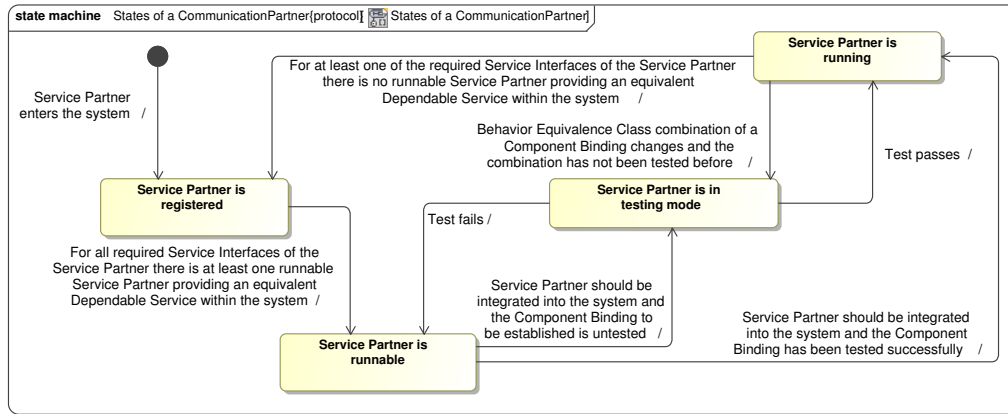 state machine States of a CommunicationPartner{protocol}[ States of a CommunicationPartner]
Service Partner is
running
For at least one of the required Service Interfaces of the Service Partner
there is no runnable Service Partner providing an equivalent
Dependable Service within the system /
Service Partner
enters the system /
Behavior Equivalence Class combination of a
Component Binding changes and the
combination has not been tested before /
Test passes /
Service Partner is
registered
Service Partner is in
testing mode
Test fails /
For all required Service Interfaces of the
Service Partner there is at least one runnable
Service Partner providing an equivalent
Dependable Service within the system /
Service Partner should be
integrated into the system and
the Component Binding to
be established is untested /
Service Partner should be integrated
into the system and the Component
Binding has been tested successfully /
Service Partner is
runnable